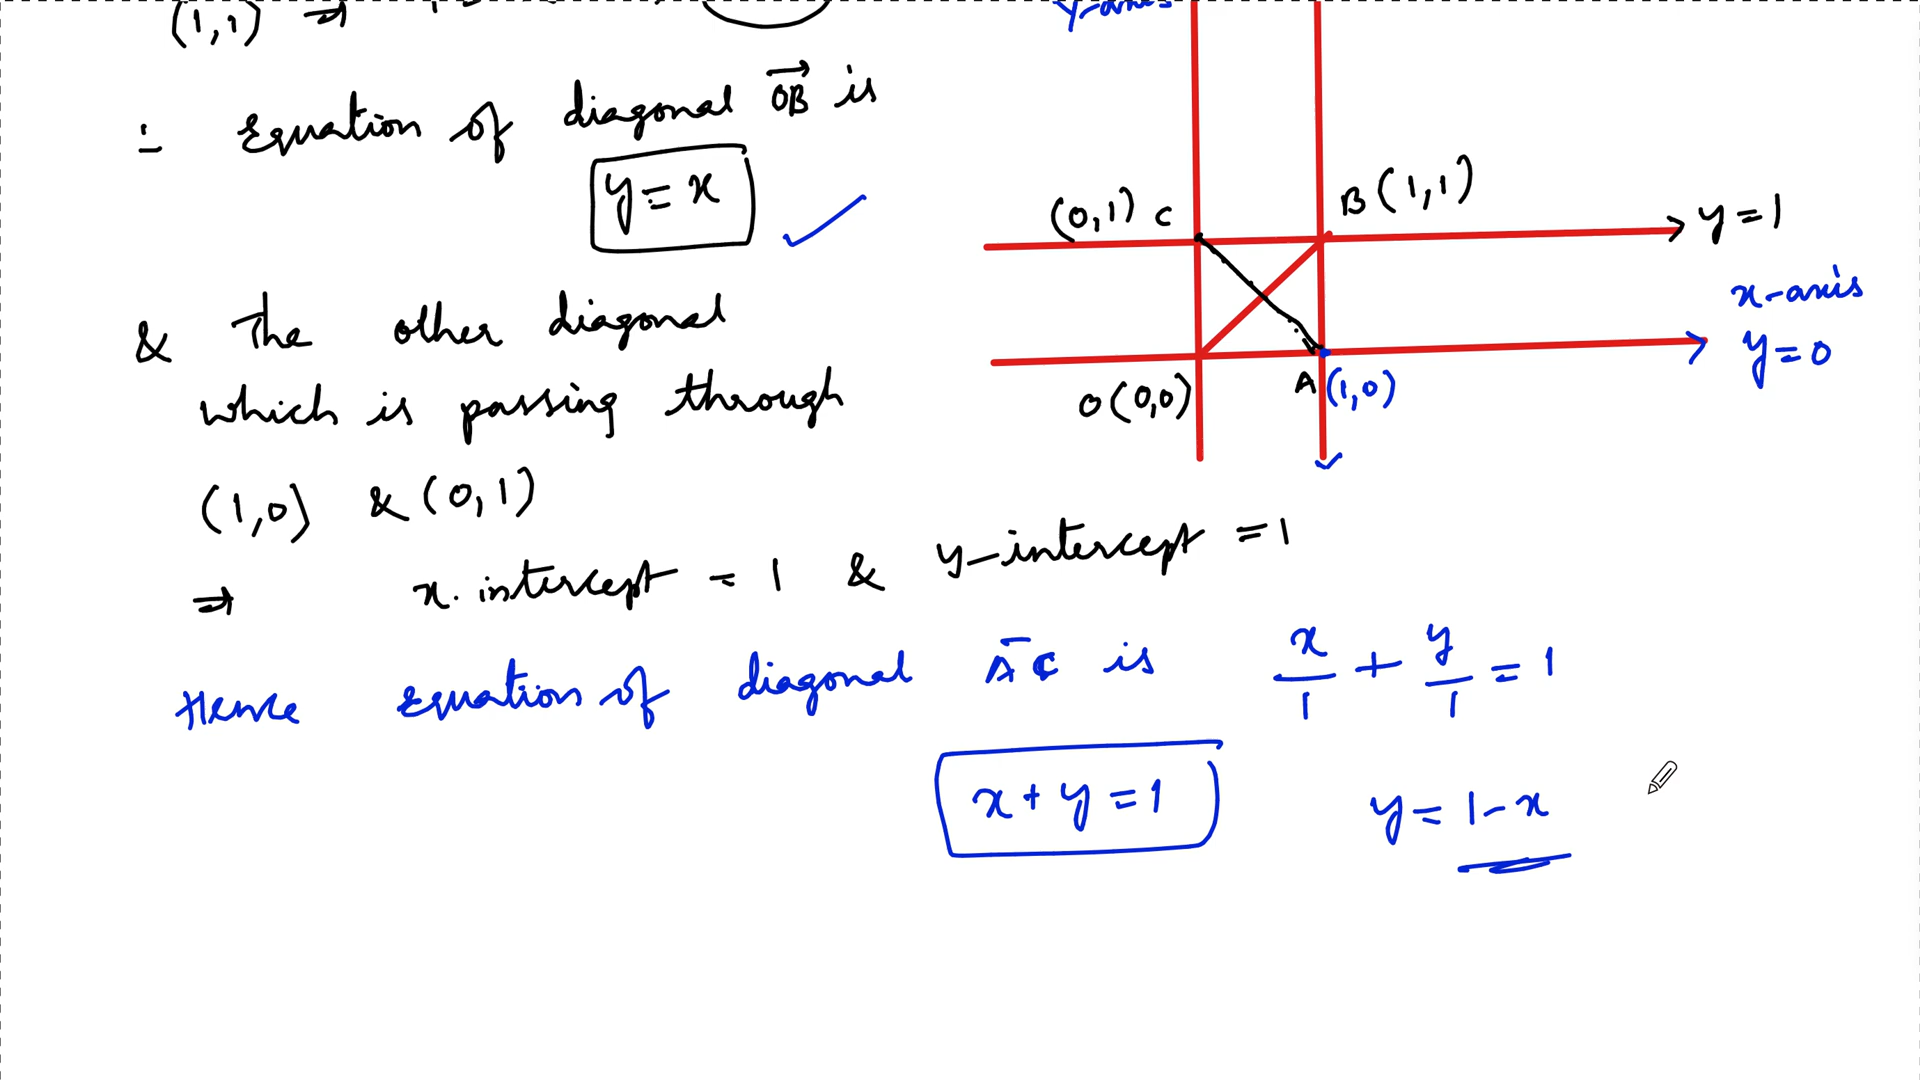 (1,1) ⇒
∴ Equation of diagonal OB is
y = x
& The other diagonal
which is passing through
(1,0) & (0,1)
⇒ x. intercept = 1 & y-intercept = 1
Hence Equation of diagonal AC is x/1 + y/1 = 1
x + y = 1
y = 1 - x
y-axis
(0,1) C
B (1,1)
y = 1
x-axis
y = 0
O (0,0)
A (1,0)